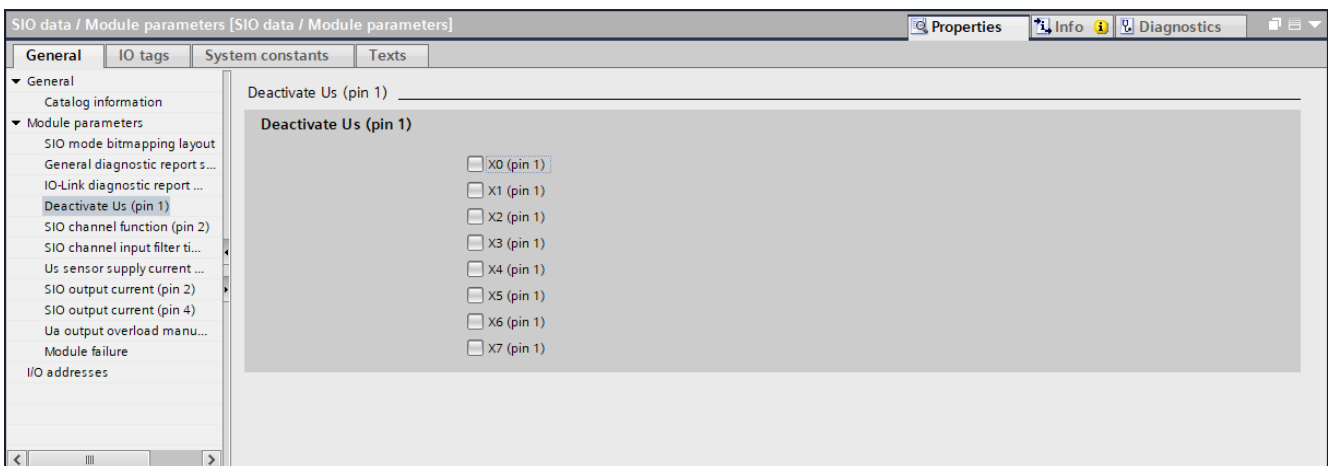 SIO data / Module parameters [SIO data / Module parameters]
Properties
Info
Diagnostics
General
IO tags
System constants
Texts
General
Catalog information
Module parameters
SIO mode bitmapping layout
General diagnostic report s...
IO-Link diagnostic report ...
Deactivate Us (pin 1)
SIO channel function (pin 2)
SIO channel input filter ti...
Us sensor supply current ...
SIO output current (pin 2)
SIO output current (pin 4)
Ua output overload manu...
Module failure
I/O addresses
Deactivate Us (pin 1)
Deactivate Us (pin 1)
X0 (pin 1)
X1 (pin 1)
X2 (pin 1)
X3 (pin 1)
X4 (pin 1)
X5 (pin 1)
X6 (pin 1)
X7 (pin 1)